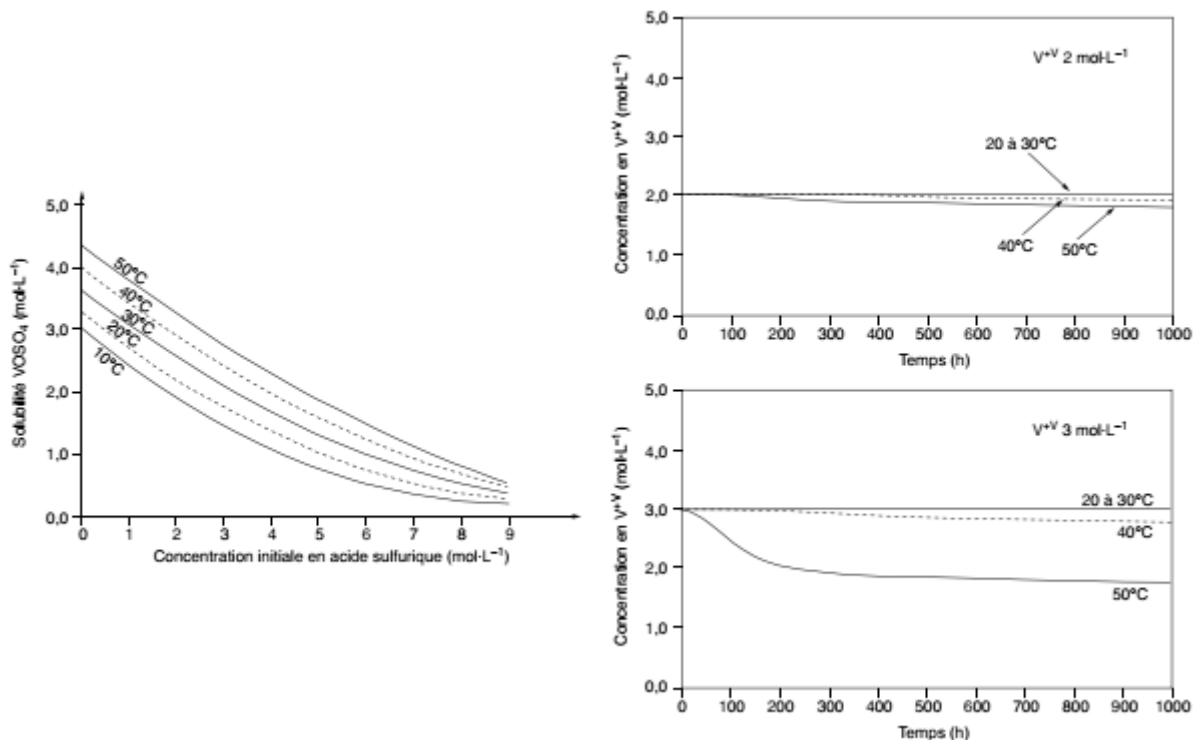 Solubilité VOSO₄ (mol·L⁻¹)
5,0
4,0
3,0
2,0
1,0
0,0
50°C
40°C
30°C
20°C
10°C
0 1 2 3 4 5 6 7 8 9
Concentration initiale en acide sulfurique (mol·L⁻¹)
Concentration en V⁺ⱽ (mol·L⁻¹)
5,0
4,0
3,0
2,0
1,0
0,0
V⁺ⱽ 2 mol·L⁻¹
20 à 30°C
40°C
50°C
0 100 200 300 400 500 600 700 800 900 1000
Temps (h)
Concentration en V⁺ⱽ (mol·L⁻¹)
5,0
4,0
3,0
2,0
1,0
0,0
V⁺ⱽ 3 mol·L⁻¹
20 à 30°C
40°C
50°C
0 100 200 300 400 500 600 700 800 900 1000
Temps (h)